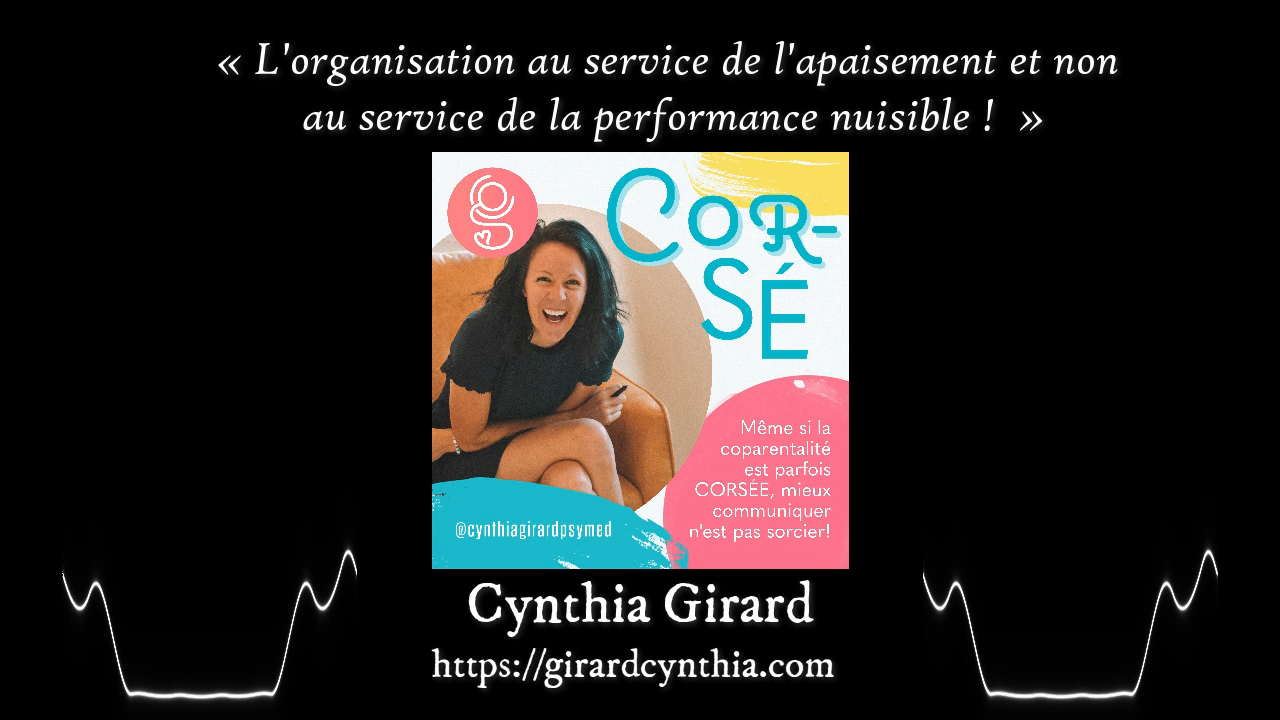 « L'organisation au service de l'apaisement et non
au service de la performance nuisible !  »
g
COR-
SÉ
Même si la
coparentalité
est parfois
CORSÉE, mieux
communiquer
n'est pas sorcier!
@cynthiagirardpsymed
Cynthia Girard
https://girardcynthia.com